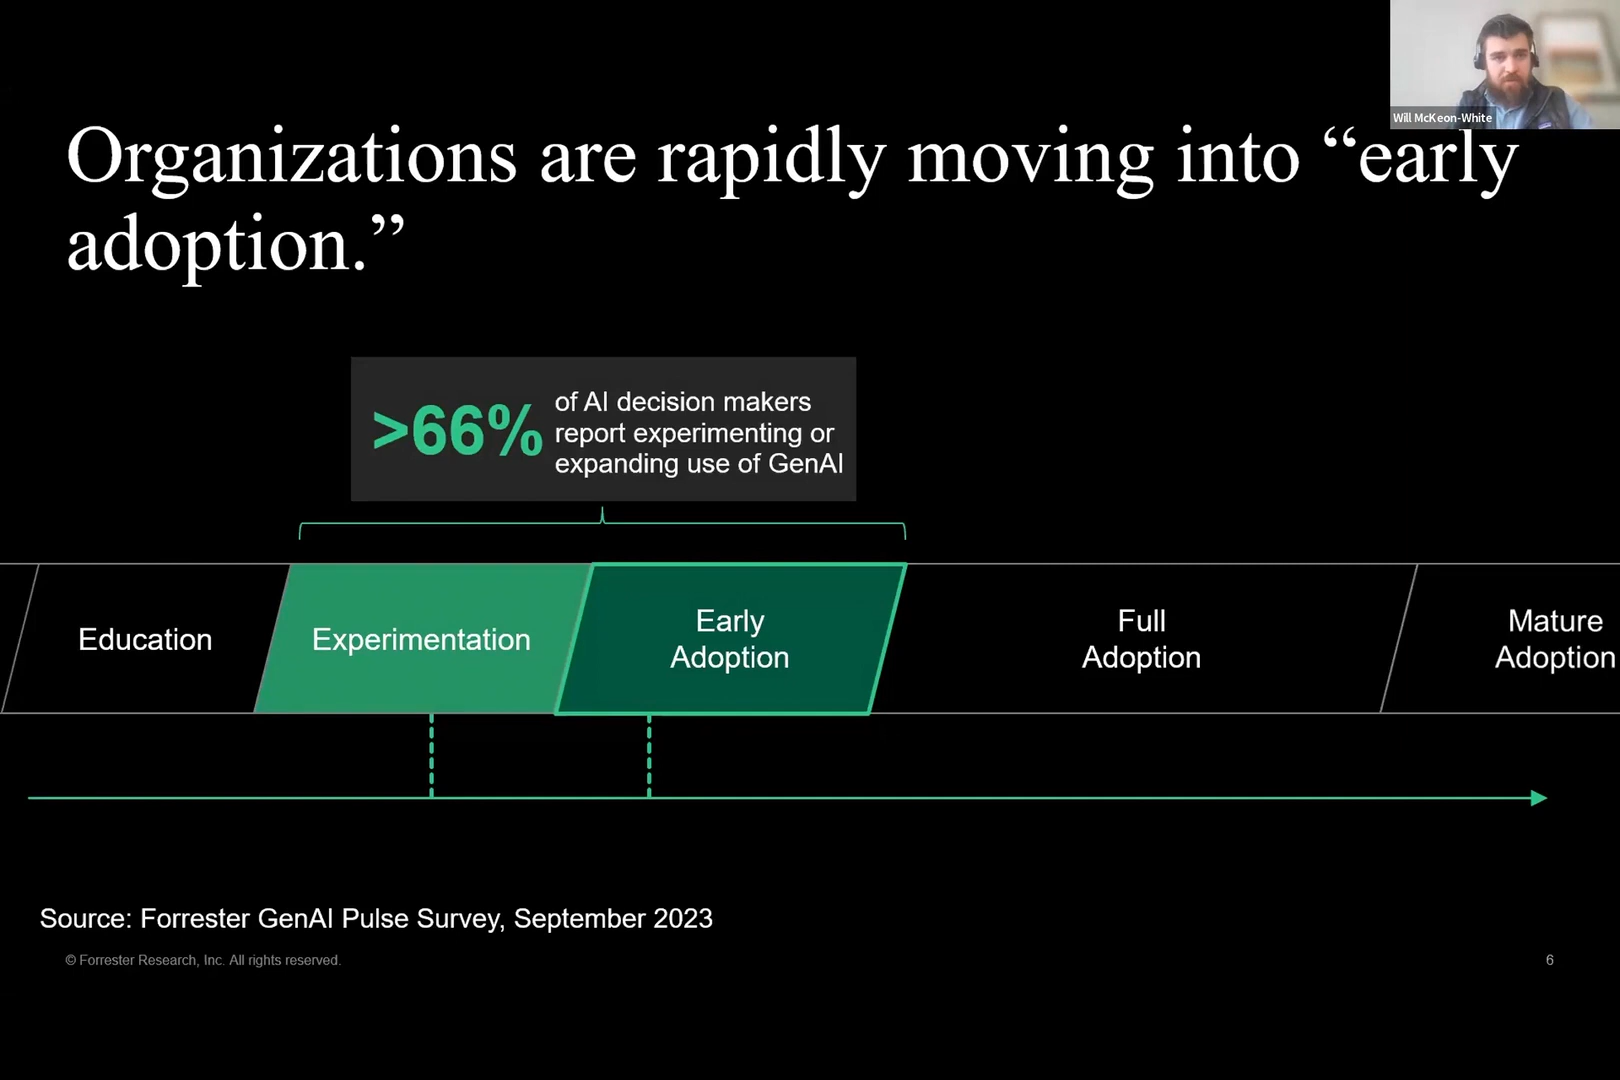 Will McKeon-White
Organizations are rapidly moving into “early
adoption.”
>66%
of AI decision makers
report experimenting or
expanding use of GenAI
Education
Experimentation
Early
Adoption
Full
Adoption
Mature
Adoption
Source: Forrester GenAI Pulse Survey, September 2023
© Forrester Research, Inc. All rights reserved.
6